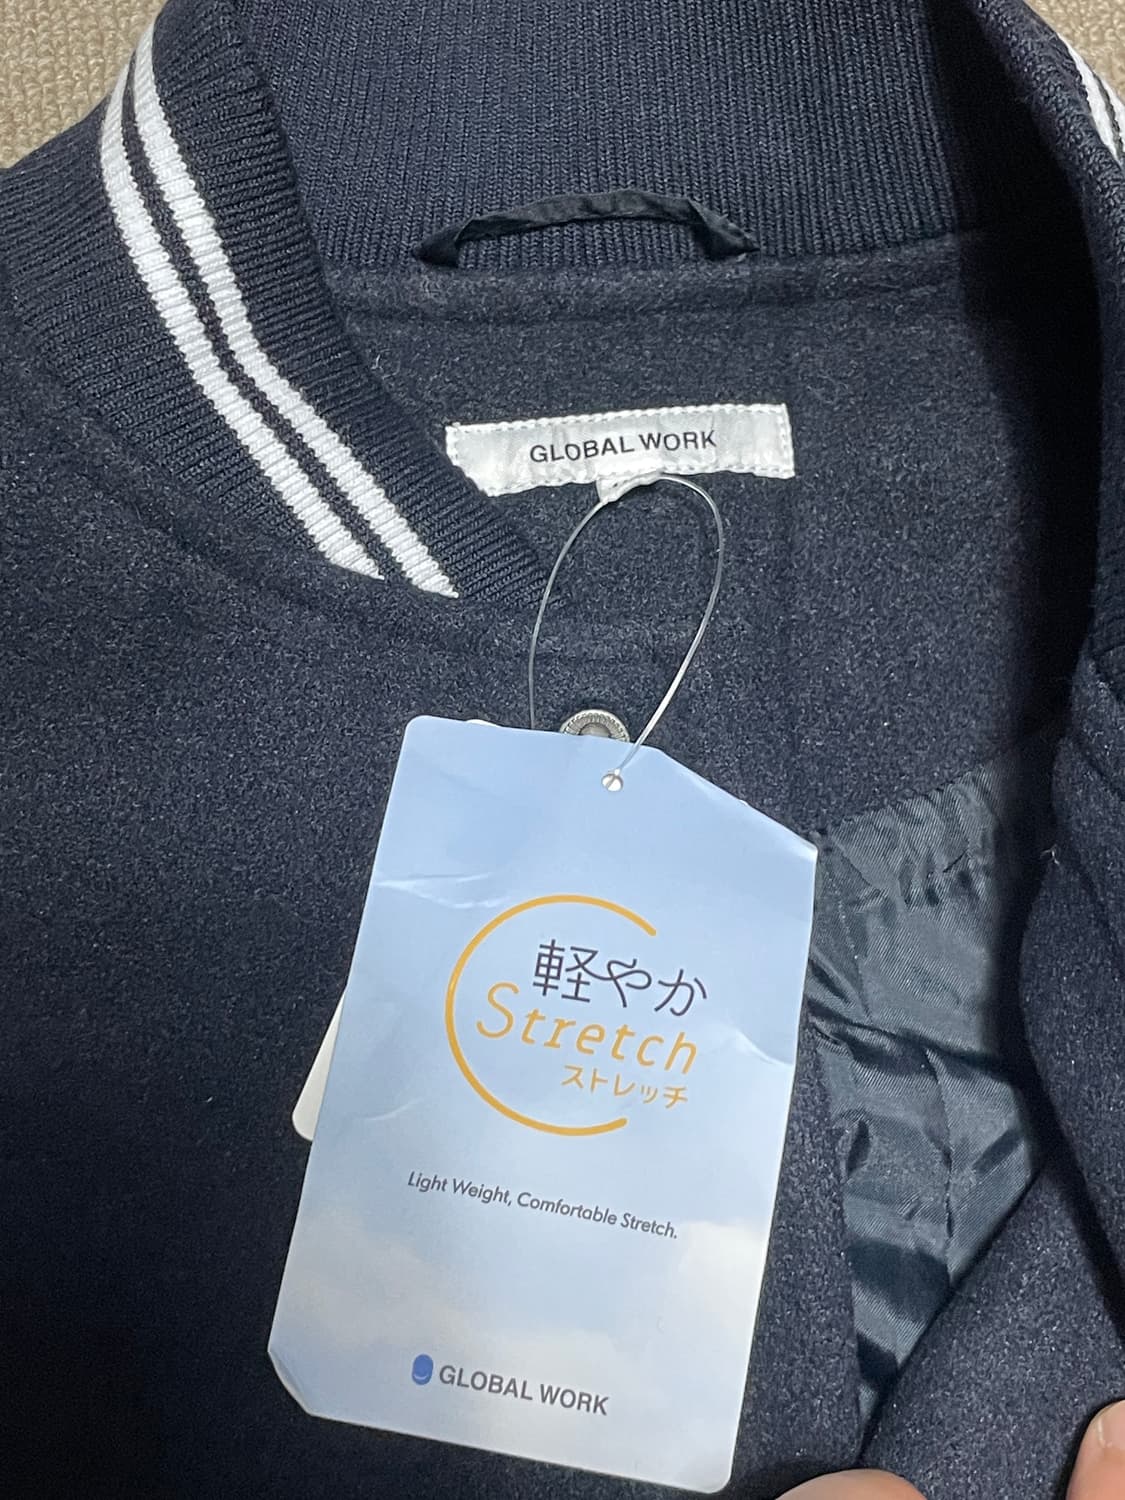 GLOBAL WORK
軽やか
Stretch
ストレッチ
Light Weight, Comfortable Stretch.
GLOBAL WORK